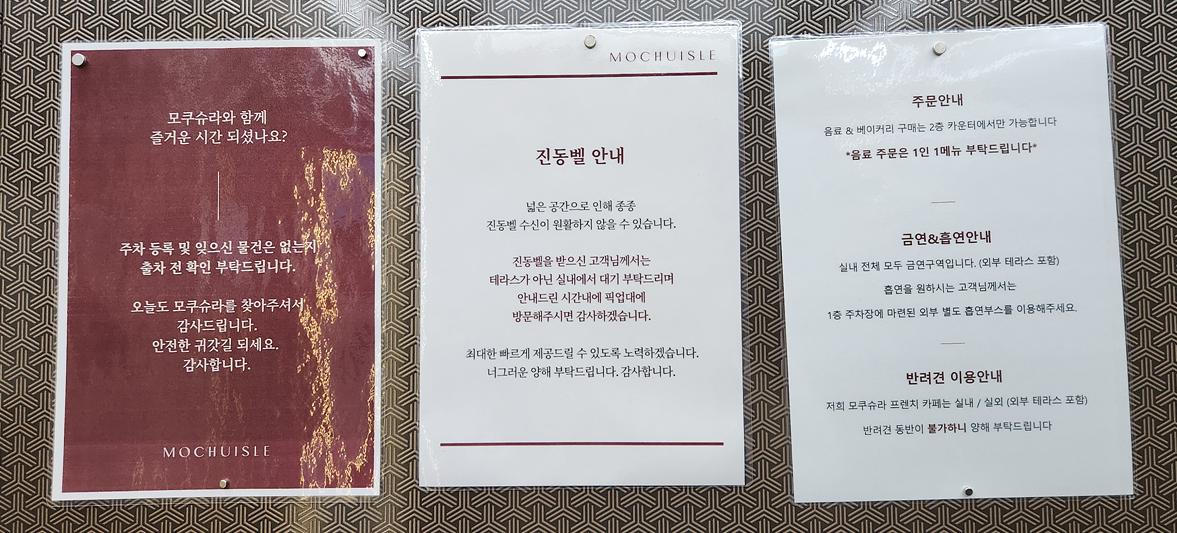 모쿠슈라와 함께
즐거운 시간 되셨나요?
주차 등록 및 잊으신 물건은 없는지
출차 전 확인 부탁드립니다.
오늘도 모쿠슈라를 찾아주셔서
감사드립니다.
안전한 귀갓길 되세요.
감사합니다.
MOCHUISLE
MOCHUISLE
진동벨 안내
넓은 공간으로 인해 종종
진동벨 수신이 원활하지 않을 수 있습니다.
진동벨을 받으신 고객님께서는
테라스가 아닌 실내에서 대기 부탁드리며
안내드린 시간내에 픽업대에
방문해주시면 감사하겠습니다.
최대한 빠르게 제공드릴 수 있도록 노력하겠습니다.
너그러운 양해 부탁드립니다. 감사합니다.
주문안내
음료 & 베이커리 구매는 2층 카운터에서만 가능합니다
*음료 주문은 1인 1메뉴 부탁드립니다*
금연&흡연안내
실내 전체 모두 금연구역입니다. (외부 테라스 포함)
흡연을 원하시는 고객님께서는
1층 주차장에 마련된 외부 별도 흡연부스를 이용해주세요.
반려견 이용안내
저희 모쿠슈라 프렌치 카페는 실내 / 실외 (외부 테라스 포함)
반려견 동반이 불가하니 양해 부탁드립니다